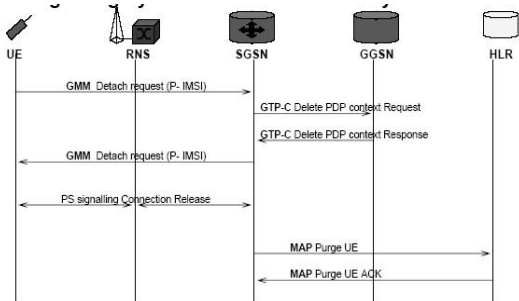 UE RNS SGSN GGSN HLR
GMM Detach request (P- IMSI)
GTP-C Delete PDP context Request
GTP-C Delete PDP context Response
GMM Detach request (P- IMSI)
PS signalling Connection Release
MAP Purge UE
MAP Purge UE ACK